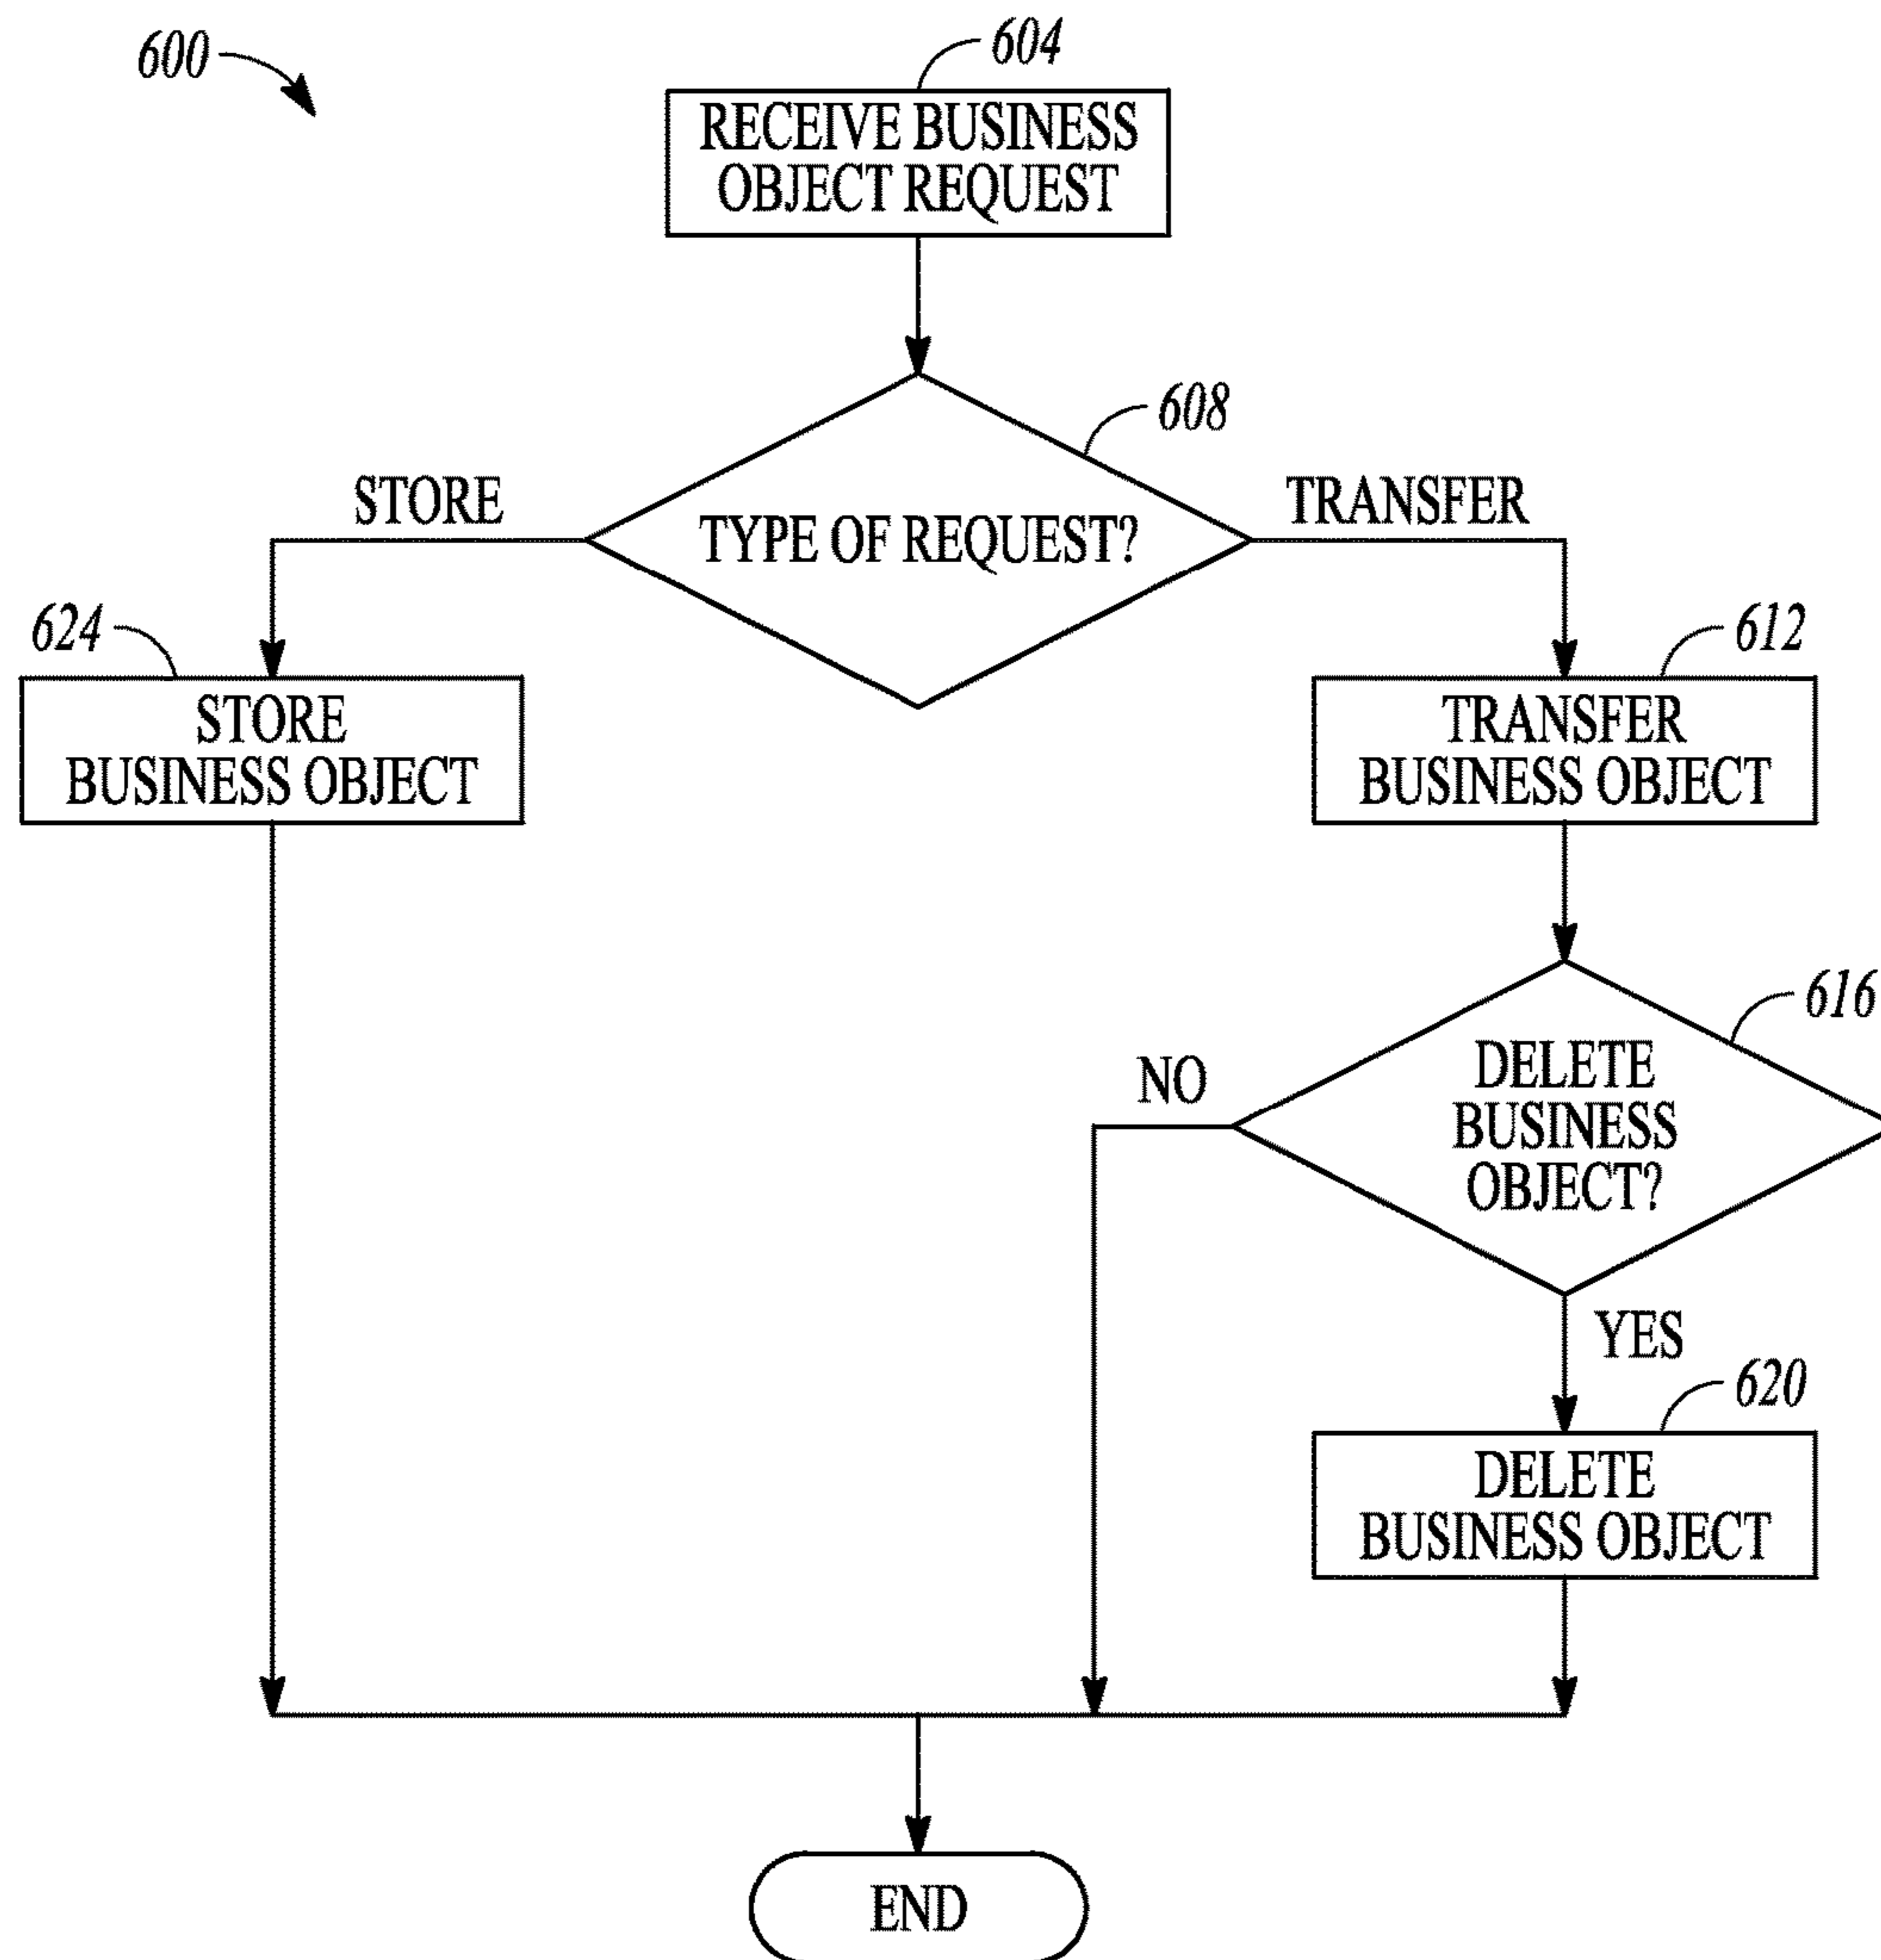 600
604
RECEIVE BUSINESS
OBJECT REQUEST
608
STORE
TYPE OF REQUEST?
TRANSFER
624
STORE
BUSINESS OBJECT
612
TRANSFER
BUSINESS OBJECT
616
NO
DELETE
BUSINESS
OBJECT?
YES
620
DELETE
BUSINESS OBJECT
END